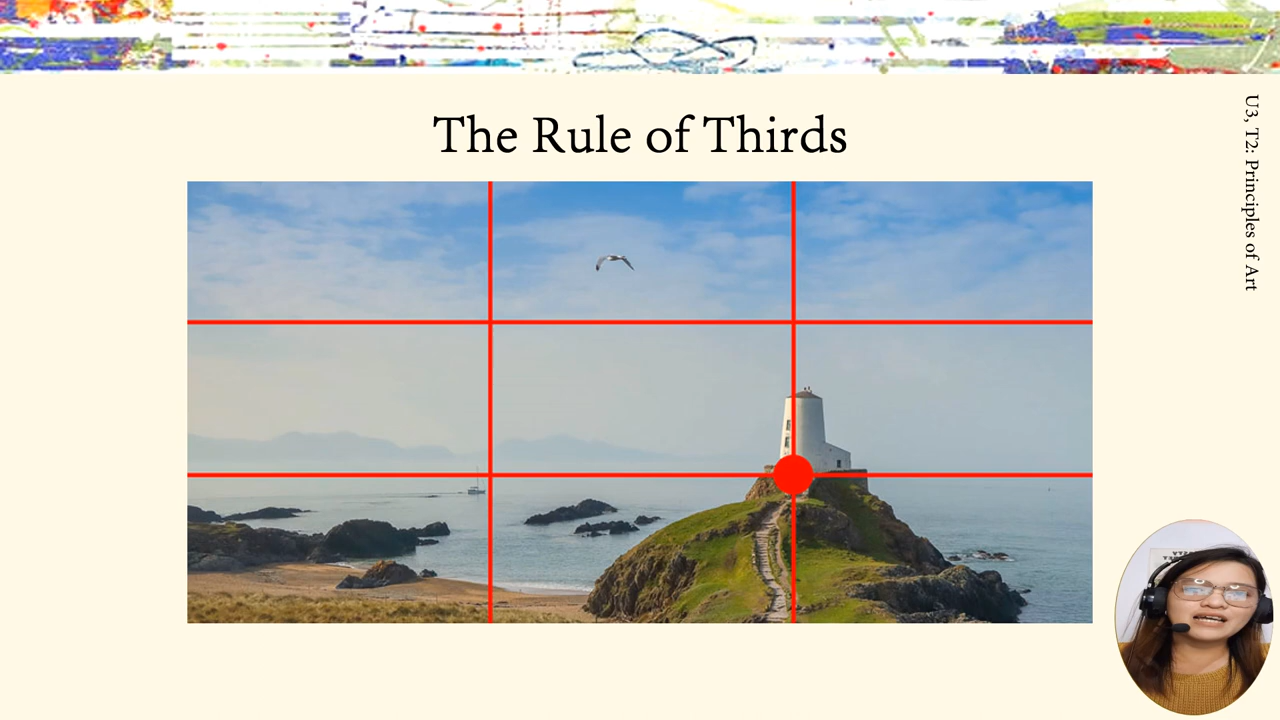 The Rule of Thirds
U3, T2: Principles of Art